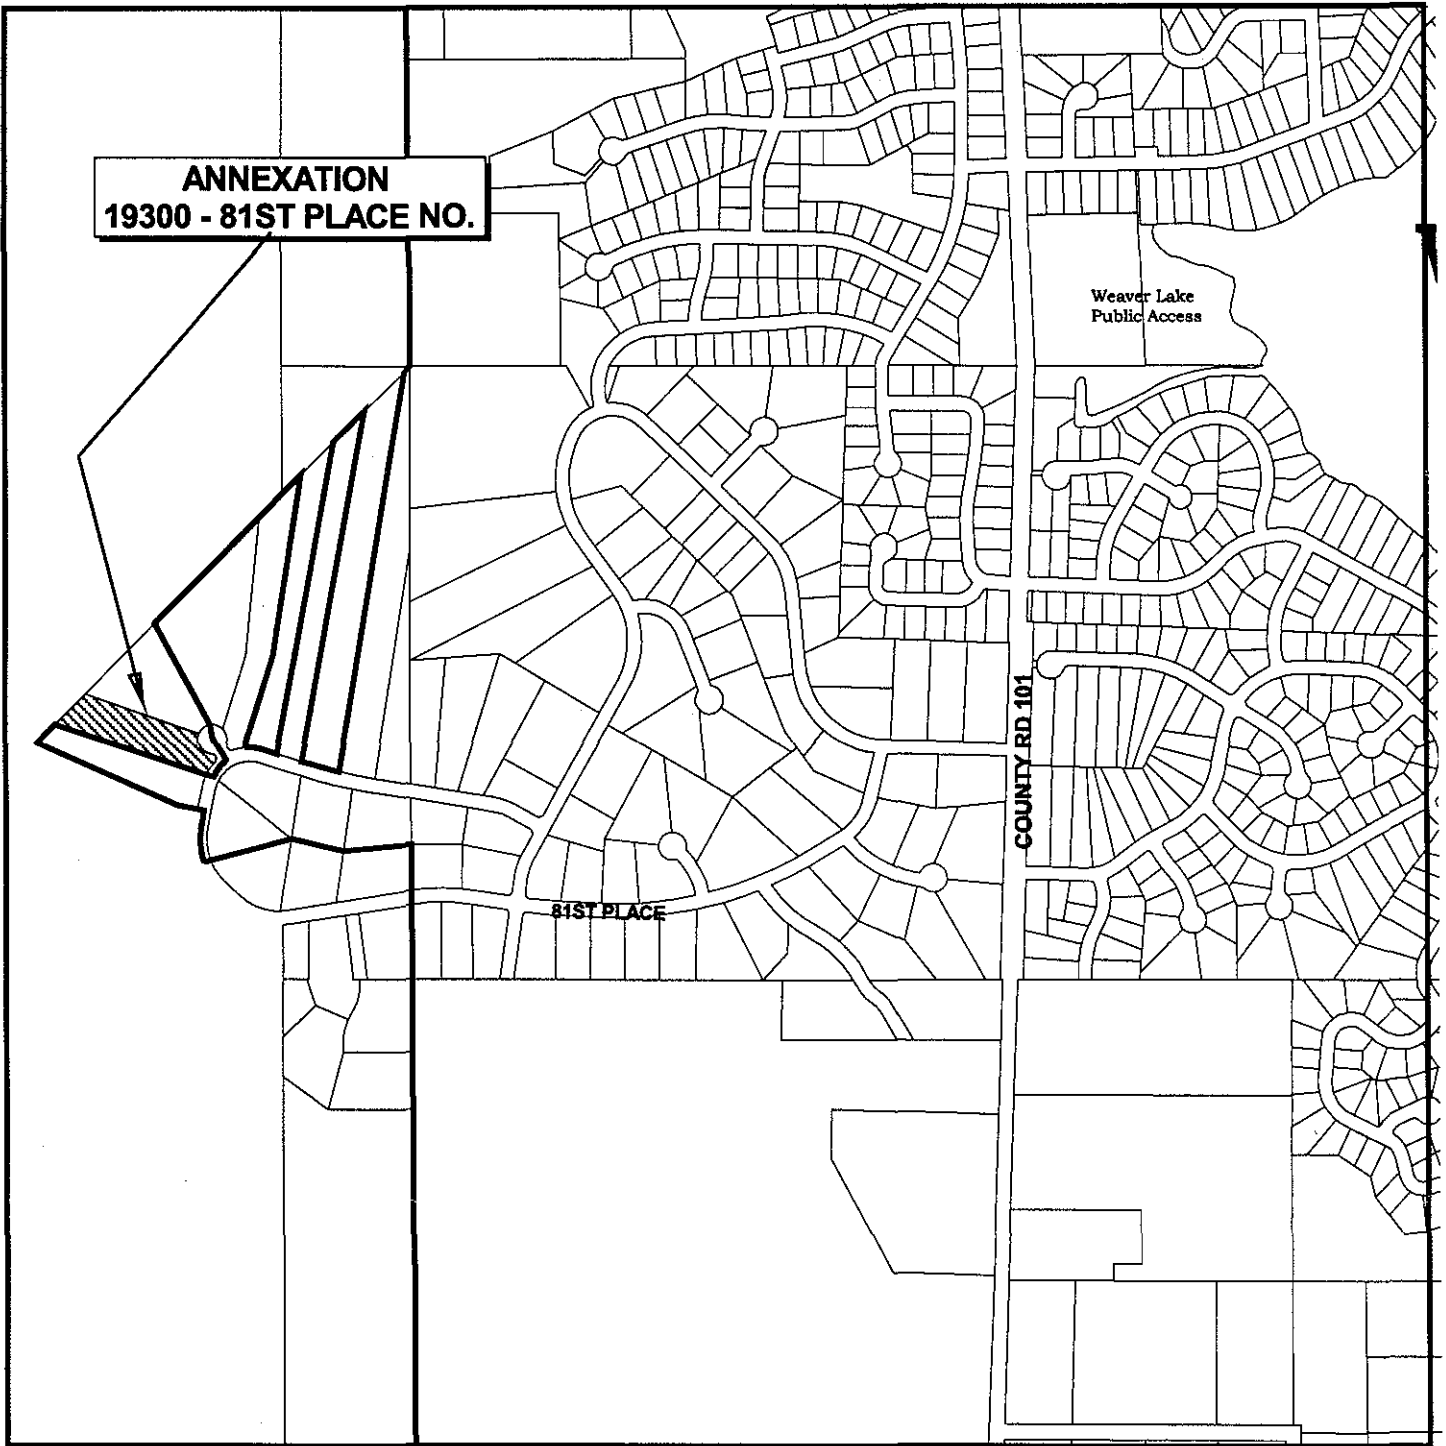 ANNEXATION
19300 - 81ST PLACE NO.
Weaver Lake
Public Access
COUNTY RD 101
81ST PLACE